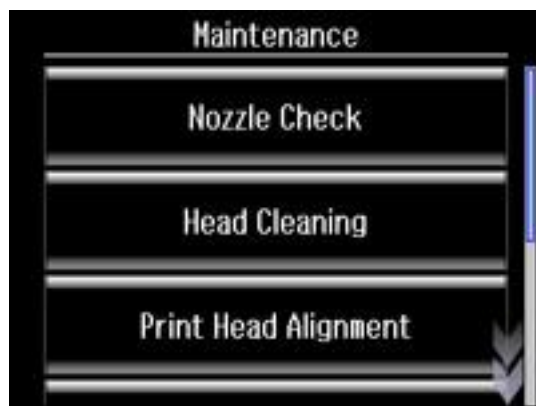 Maintenance
Nozzle Check
Head Cleaning
Print Head Alignment